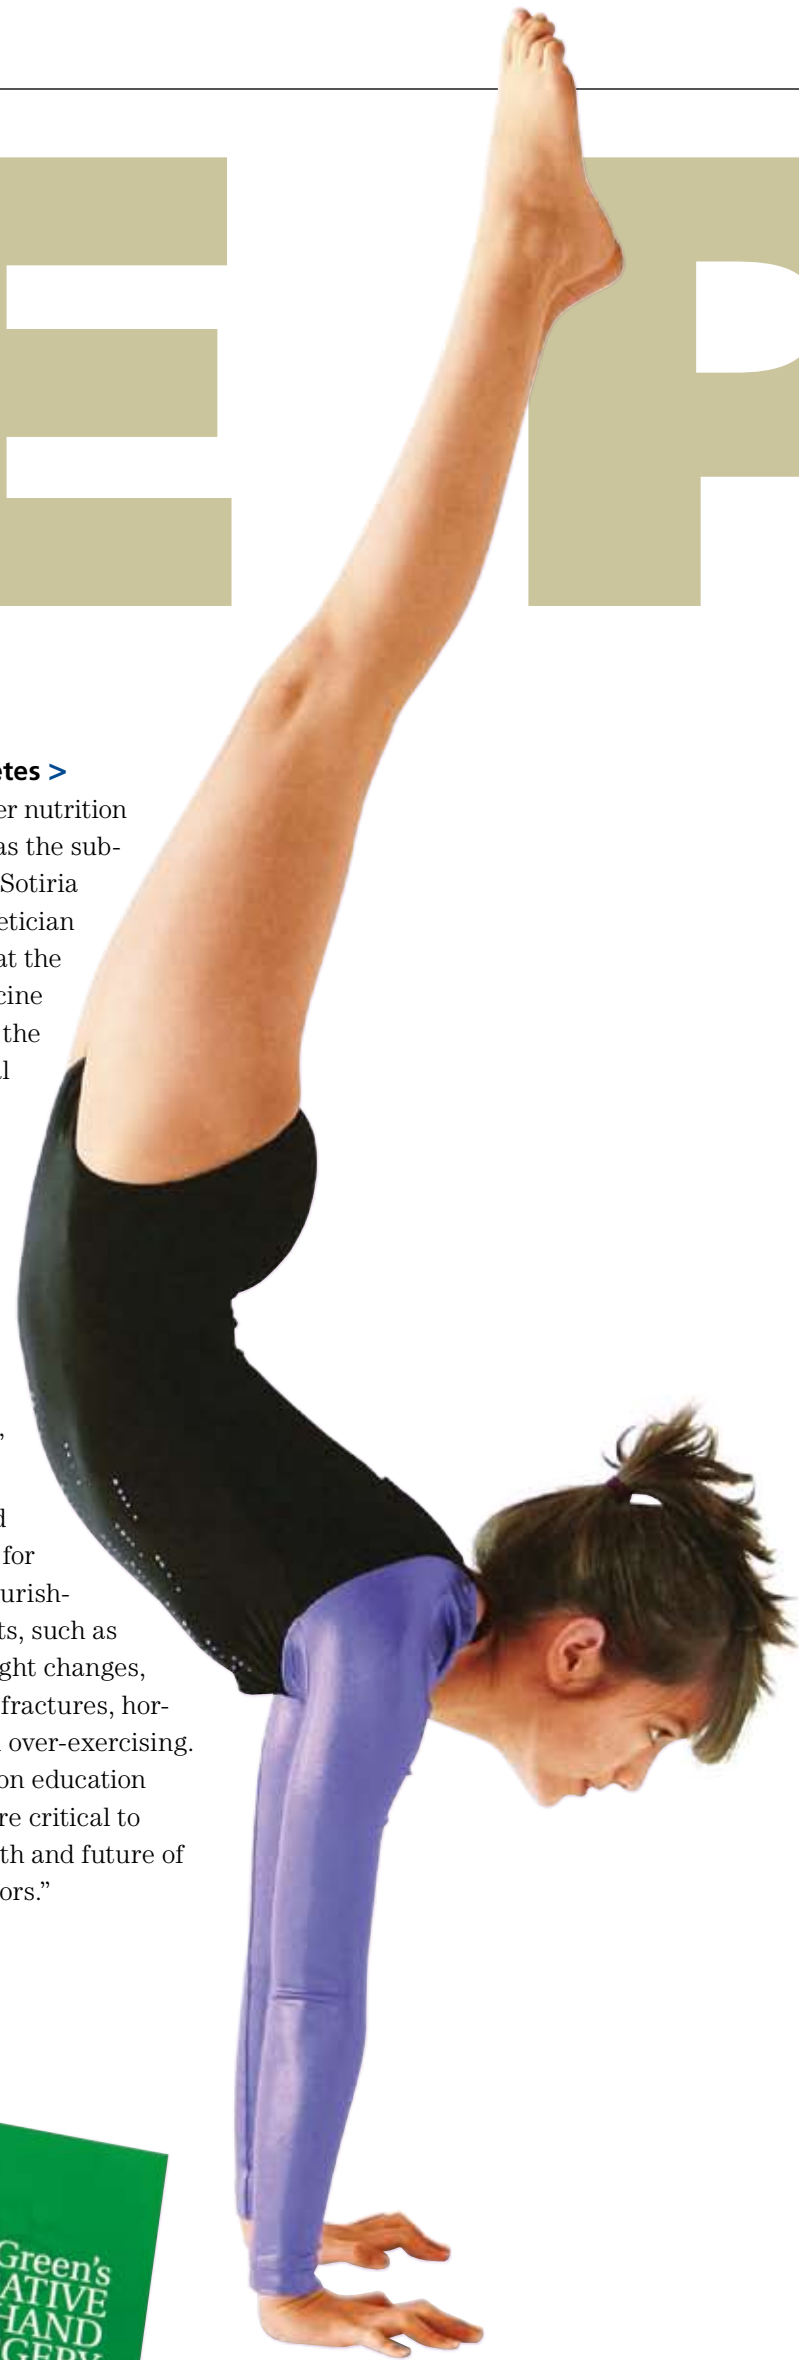 E P
etes >
er nutrition
as the sub-
Sotiria
etician
at the
cine
the
l
,
d
for
urish-
ts, such as
ght changes,
fractures, hor-
over-exercising.
on education
re critical to
th and future of
ors.”
Green's
ATIVE
HAND
GERY